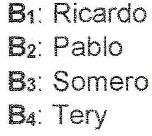 B₁: Ricardo
B₂: Pablo
B₃: Somero
B₄: Tery